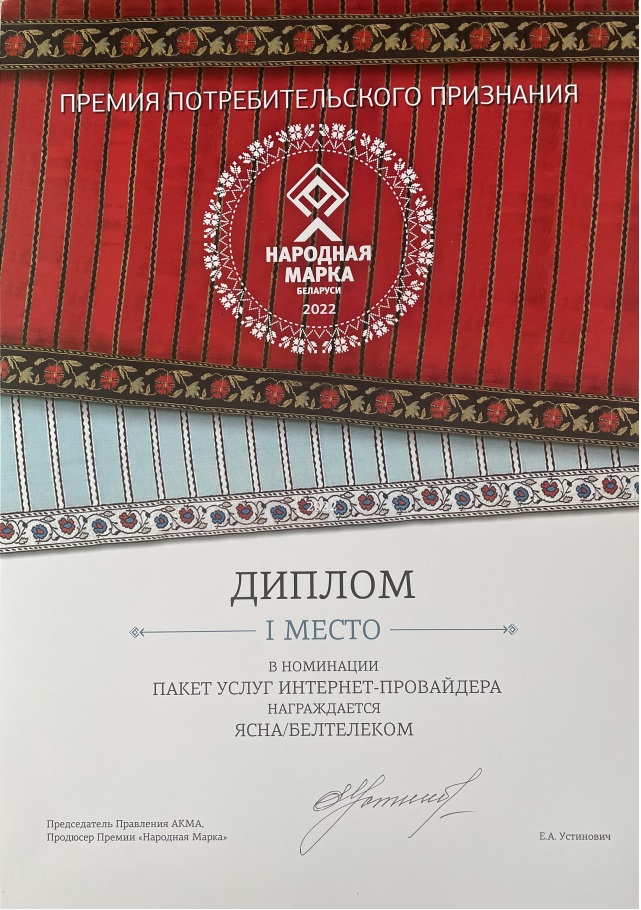 ПРЕМИЯ ПОТРЕБИТЕЛЬСКОГО ПРИЗНАНИЯ
НАРОДНАЯ
МАРКА
БЕЛАРУСИ
2022
2022
ДИПЛОМ
I МЕСТО
В НОМИНАЦИИ
ПАКЕТ УСЛУГ ИНТЕРНЕТ-ПРОВАЙДЕРА
НАГРАЖДАЕТСЯ
ЯСНА/БЕЛТЕЛЕКОМ
Председатель Правления АКМА,
Продюсер Премии «Народная Марка»
Е.А. Устинович